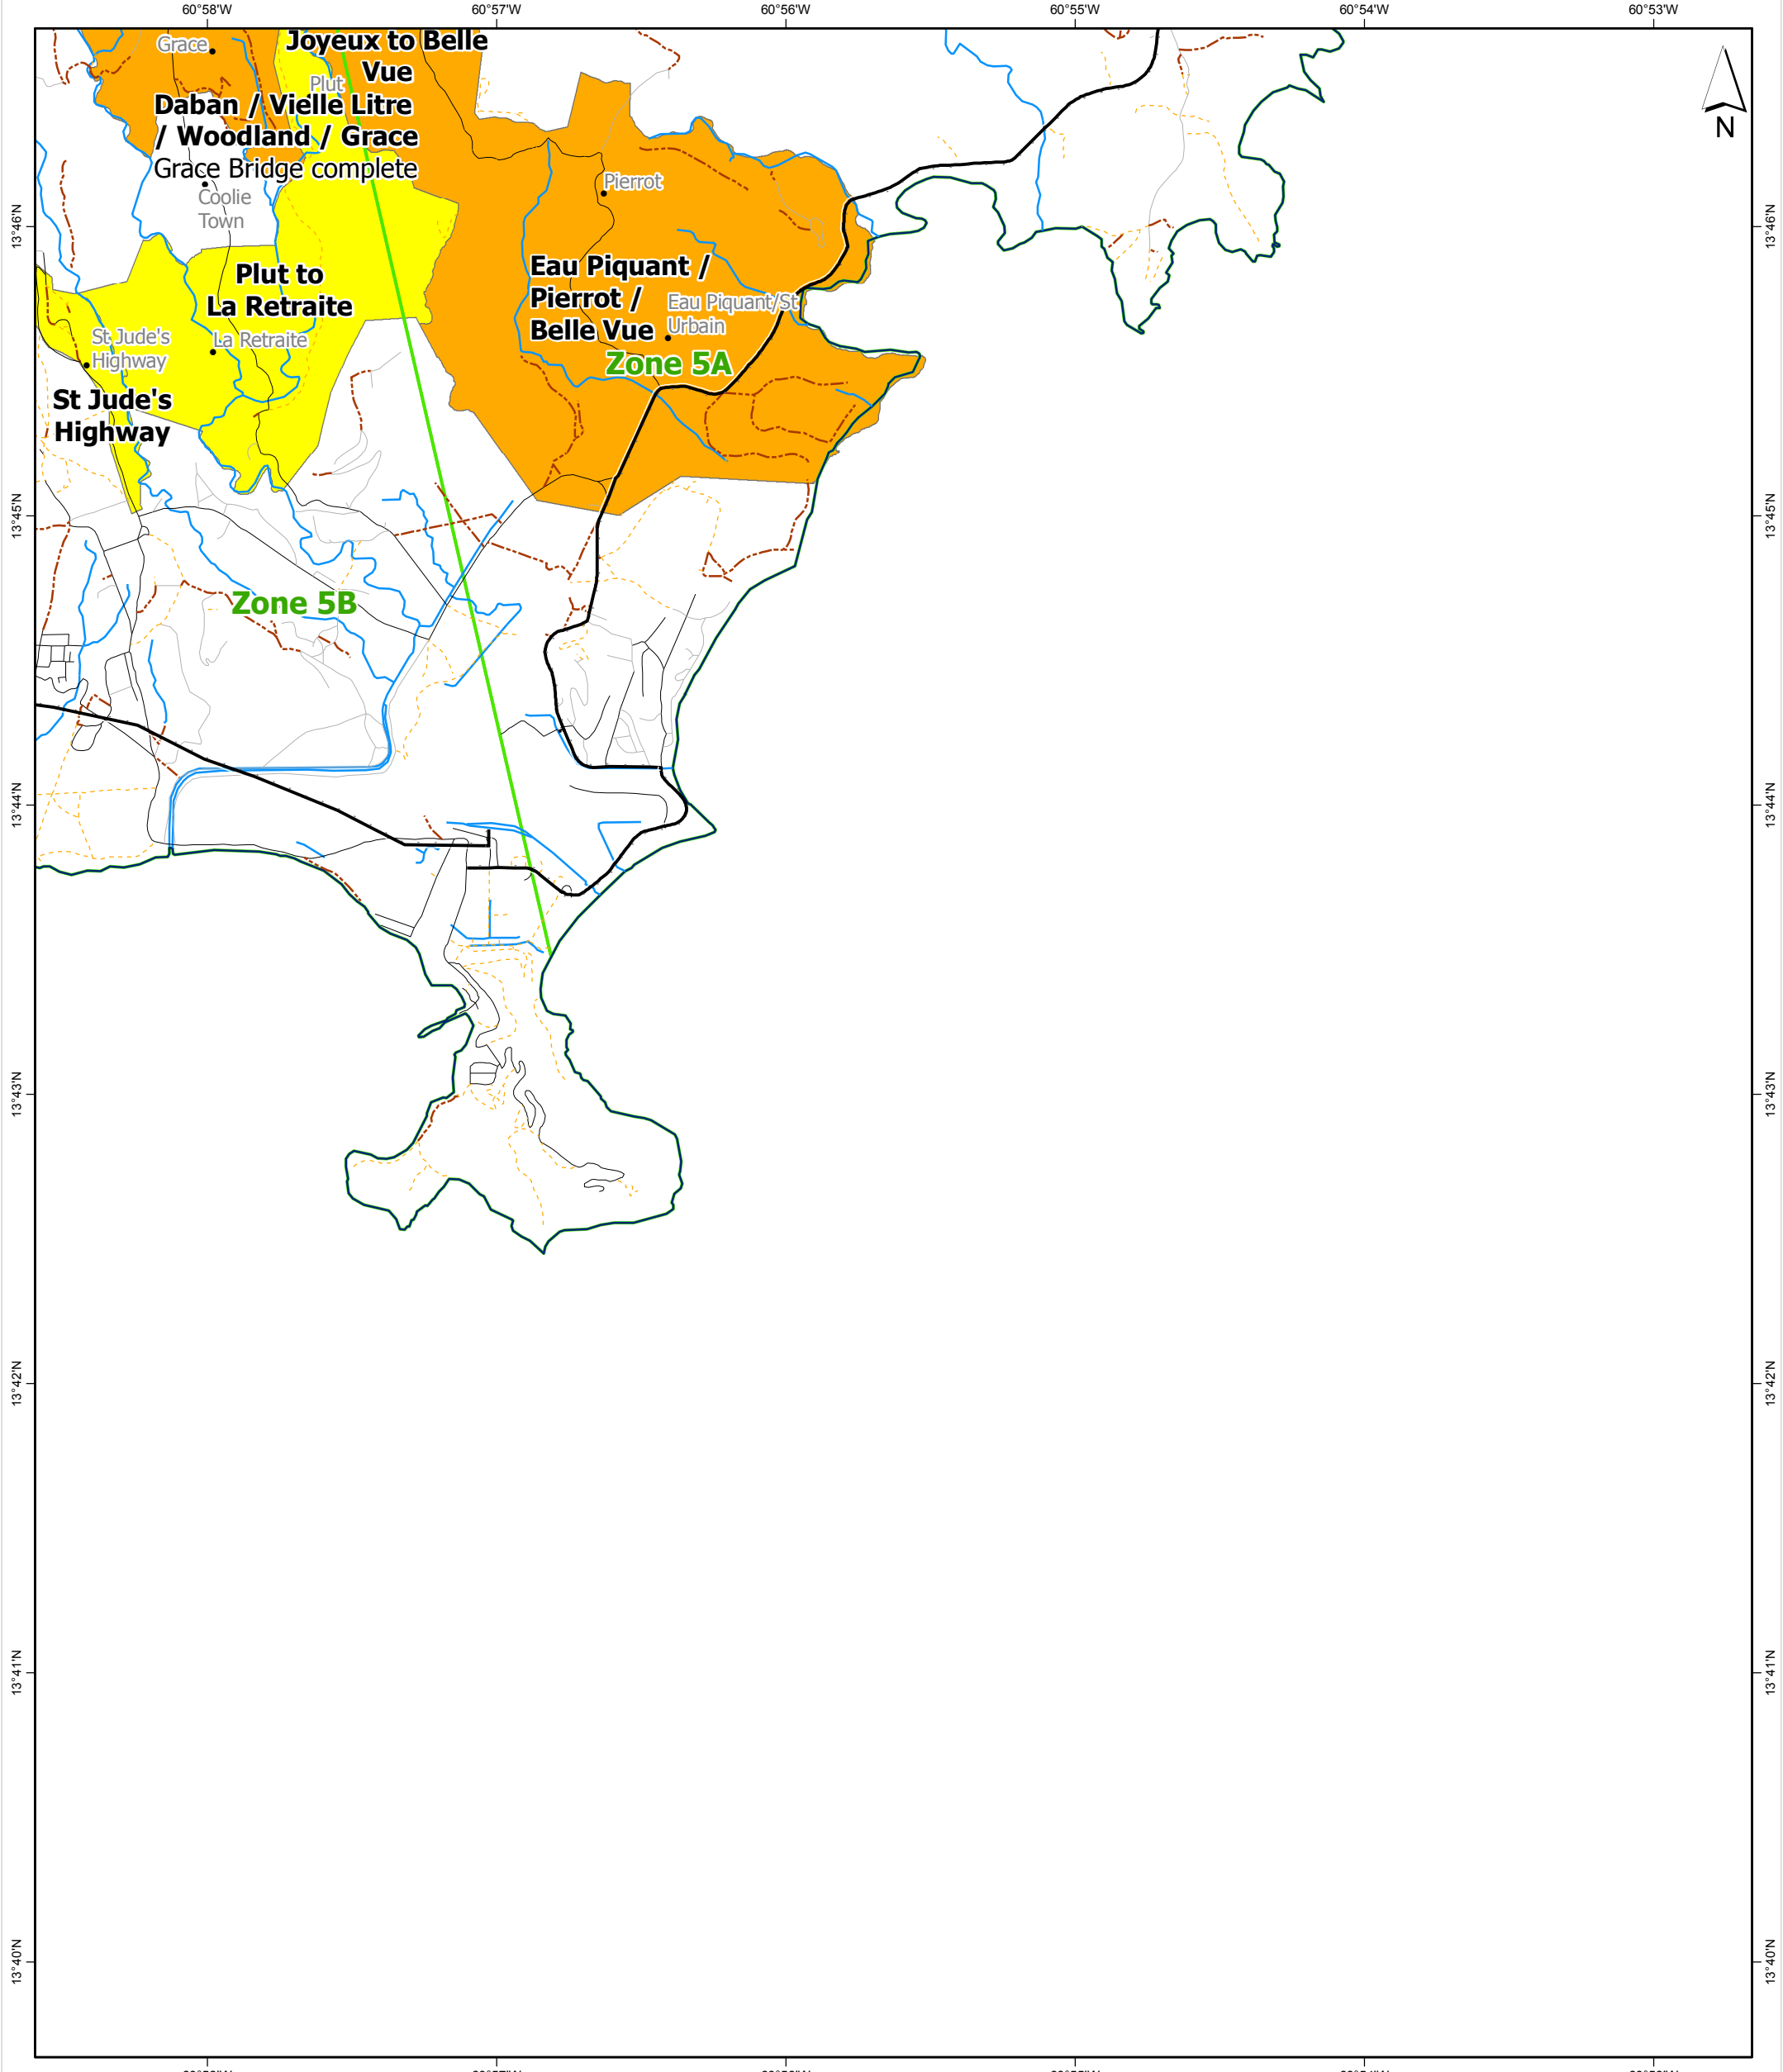 60°58'W
60°57'W
60°56'W
60°55'W
60°54'W
60°53'W
Joyeux to Belle
Vue
Grace
Plut
Daban / Vielle Litre
/ Woodland / Grace
Grace Bridge complete
Coolie
Town
Pierrot
N
13°46'N
13°46'N
Plut to
La Retraite
Eau Piquant /
Pierrot /
Belle Vue
Eau Piquant/St
Urbain
St Jude's
Highway
La Retraite
Zone 5A
St Jude's
Highway
13°45'N
13°45'N
Zone 5B
13°44'N
13°44'N
13°43'N
13°43'N
13°42'N
13°42'N
13°41'N
13°41'N
13°40'N
13°40'N